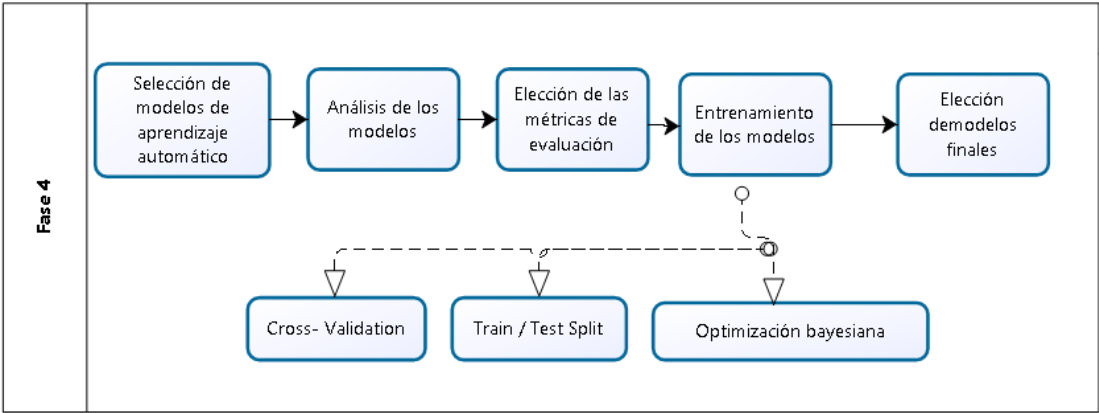 Fase 4
Selección de
modelos de
aprendizaje
automático
Análisis de los
modelos
Elección de las
métricas de
evaluación
Entrenamiento
de los modelos
Elección
demodelos
finales
Cross- Validation
Train / Test Split
Optimización bayesiana